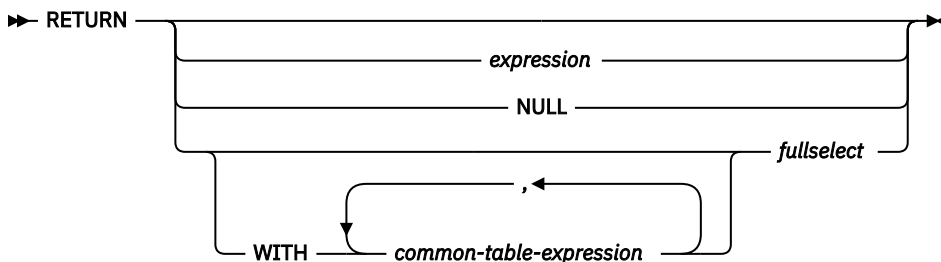 RETURN
expression
NULL
fullselect
,
WITH common-table-expression